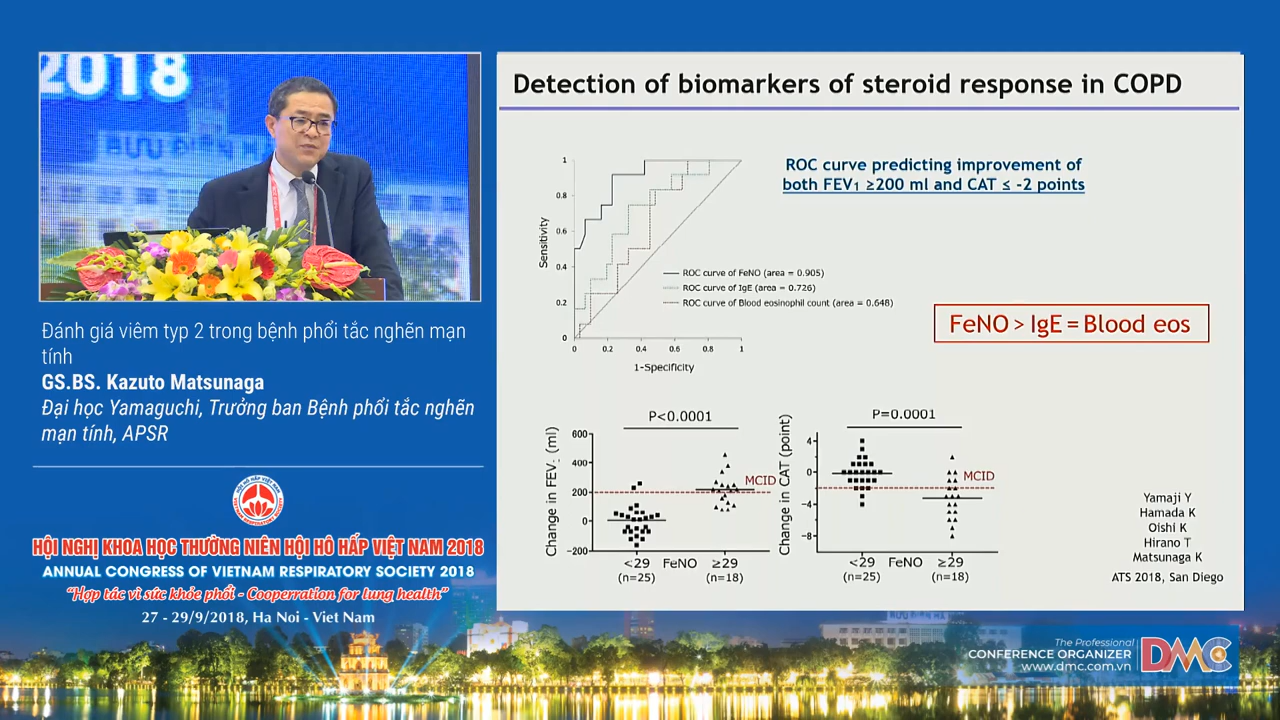 2018
BƯU ĐIỆN HÀ
Đánh giá viêm typ 2 trong bệnh phổi tắc nghẽn mạn
tính
GS.BS. Kazuto Matsunaga
Đại học Yamaguchi, Trưởng ban Bệnh phổi tắc nghẽn
mạn tính, APSR
HỘI HÔ HẤP VIỆT NAM
HỘI NGHỊ KHOA HỌC THƯỜNG NIÊN HỘI HÔ HẤP VIỆT NAM 2018
ANNUAL CONGRESS OF VIETNAM RESPIRATORY SOCIETY 2018
“Hợp tác vì sức khỏe phổi - Cooperration for lung health”
27 - 29/9/2018, Ha Noi - Viet Nam
Detection of biomarkers of steroid response in COPD
ROC curve predicting improvement of
both FEV₁ ≥200 ml and CAT ≤ -2 points
Sensitivity
1
0.8
0.6
0.4
0.2
0
0 0.2 0.4 0.6 0.8 1
1-Specificity
ROC curve of FeNO (area = 0.905)
ROC curve of IgE (area = 0.726)
ROC curve of Blood eosinophil count (area = 0.648)
FeNO > IgE = Blood eos
P<0.0001
Change in FEV₁ (ml)
600
400
200
0
-200
MCID
<29 FeNO ≥29
(n=25) (n=18)
P=0.0001
Change in CAT (point)
4
0
-4
-8
MCID
<29 FeNO ≥29
(n=25) (n=18)
Yamaji Y
Hamada K
Oishi K
Hirano T
Matsunaga K
ATS 2018, San Diego
The Professional
CONFERENCE ORGANIZER
www.dmc.com.vn
DMC